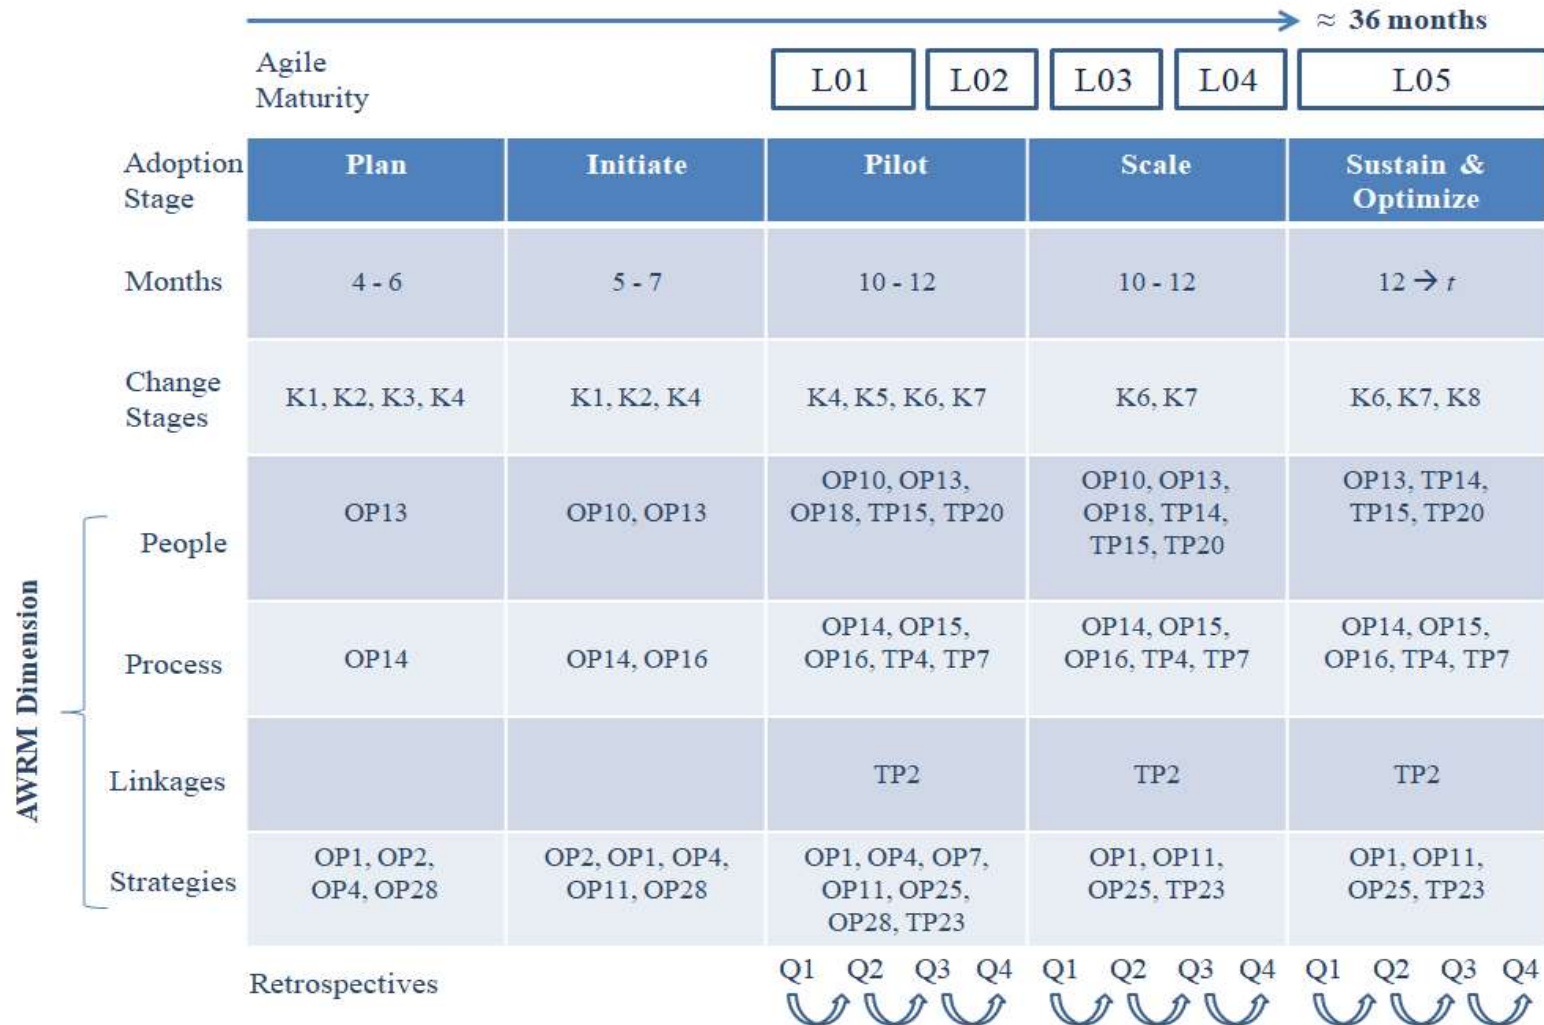 ≈ 36 months
Agile
Maturity
L01 L02 L03 L04 L05
Adoption
Stage
Plan Initiate Pilot Scale Sustain &
Optimize
Months 4 - 6 5 - 7 10 - 12 10 - 12 12 → t
Change
Stages
K1, K2, K3, K4 K1, K2, K4 K4, K5, K6, K7 K6, K7 K6, K7, K8
AWRM Dimension
People
OP13
OP10, OP13
OP10, OP13,
OP18, TP15, TP20
OP10, OP13,
OP18, TP14,
TP15, TP20
OP13, TP14,
TP15, TP20
Process
OP14
OP14, OP16
OP14, OP15,
OP16, TP4, TP7
OP14, OP15,
OP16, TP4, TP7
OP14, OP15,
OP16, TP4, TP7
Linkages
TP2
TP2
TP2
Strategies
OP1, OP2,
OP4, OP28
OP2, OP1, OP4,
OP11, OP28
OP1, OP4, OP7,
OP11, OP25,
OP28, TP23
OP1, OP11,
OP25, TP23
OP1, OP11,
OP25, TP23
Retrospectives
Q1 Q2 Q3 Q4 Q1 Q2 Q3 Q4 Q1 Q2 Q3 Q4